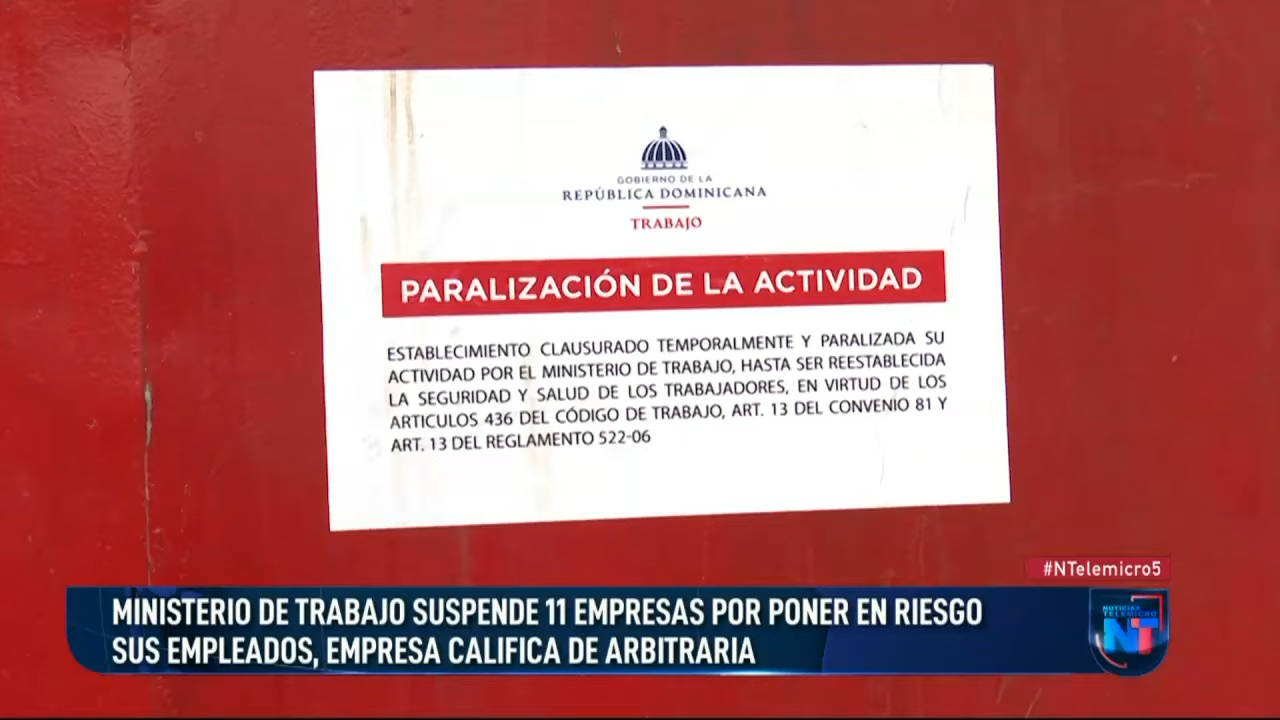 GOBIERNO DE LA
REPÚBLICA DOMINICANA
TRABAJO
PARALIZACIÓN DE LA ACTIVIDAD
ESTABLECIMIENTO CLAUSURADO TEMPORALMENTE Y PARALIZADA SU
ACTIVIDAD POR EL MINISTERIO DE TRABAJO, HASTA SER REESTABLECIDA
LA SEGURIDAD Y SALUD DE LOS TRABAJADORES, EN VIRTUD DE LOS
ARTICULOS 436 DEL CÓDIGO DE TRABAJO, ART. 13 DEL CONVENIO 81 Y
ART. 13 DEL REGLAMENTO 522-06
#NTelemicro5
MINISTERIO DE TRABAJO SUSPENDE 11 EMPRESAS POR PONER EN RIESGO
SUS EMPLEADOS, EMPRESA CALIFICA DE ARBITRARIA
NOTICIAS
TELEMICRO
NT